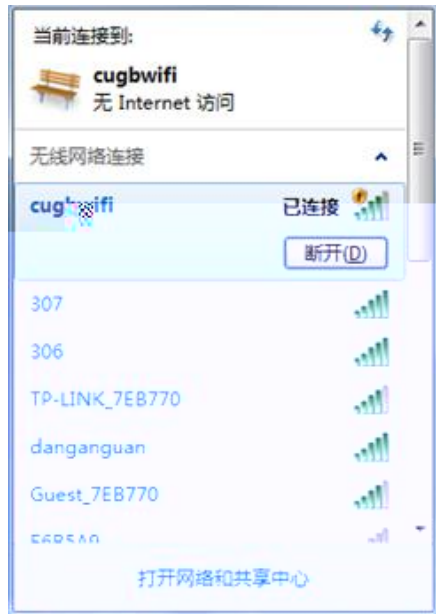 当前连接到:
cugbwifi
无 Internet 访问
无线网络连接
cugbwifi 已连接
断开(D)
307
306
TP-LINK_7EB770
danganguan
Guest_7EB770
打开网络和共享中心